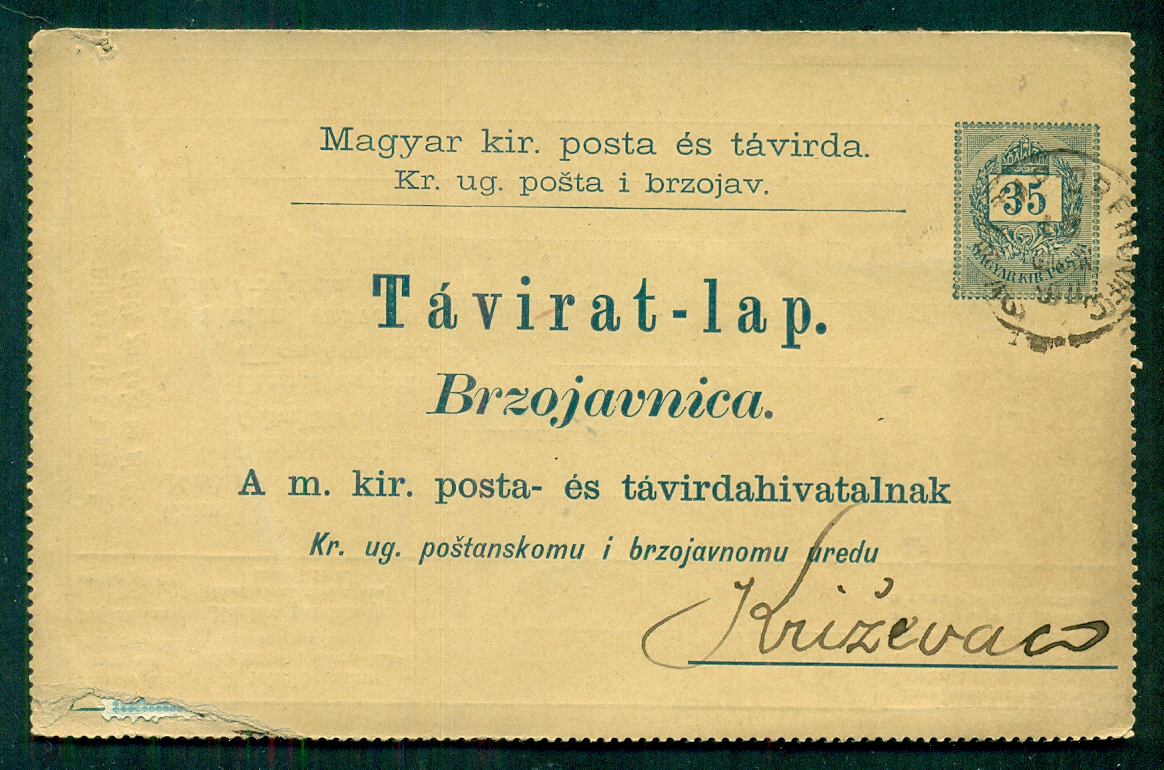 Magyar kir. posta és távirda.
Kr. ug. pošta i brzojav.
35
MAGYAR KIR. POSTA
Távirat-lap.
Brzojavnica.
A m. kir. posta- és távirdahivatalnak
Kr. ug. poštanskomu i brzojavnomu uredu
Križevac